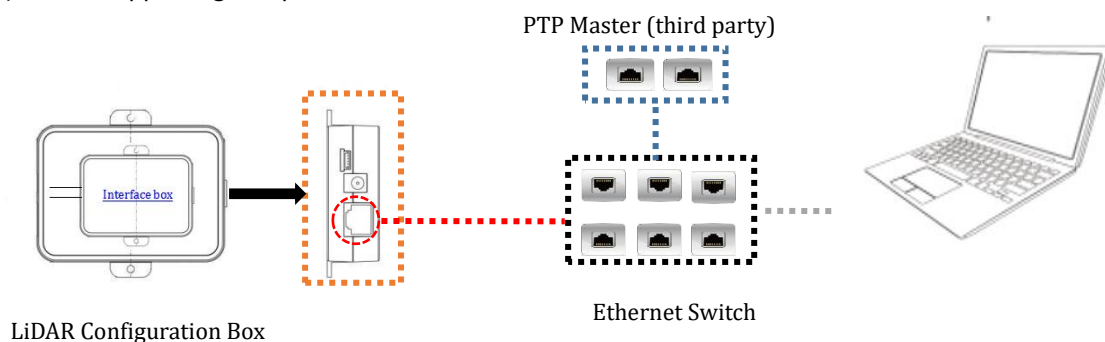 PTP Master (third party)
Interface box
Ethernet Switch
LiDAR Configuration Box